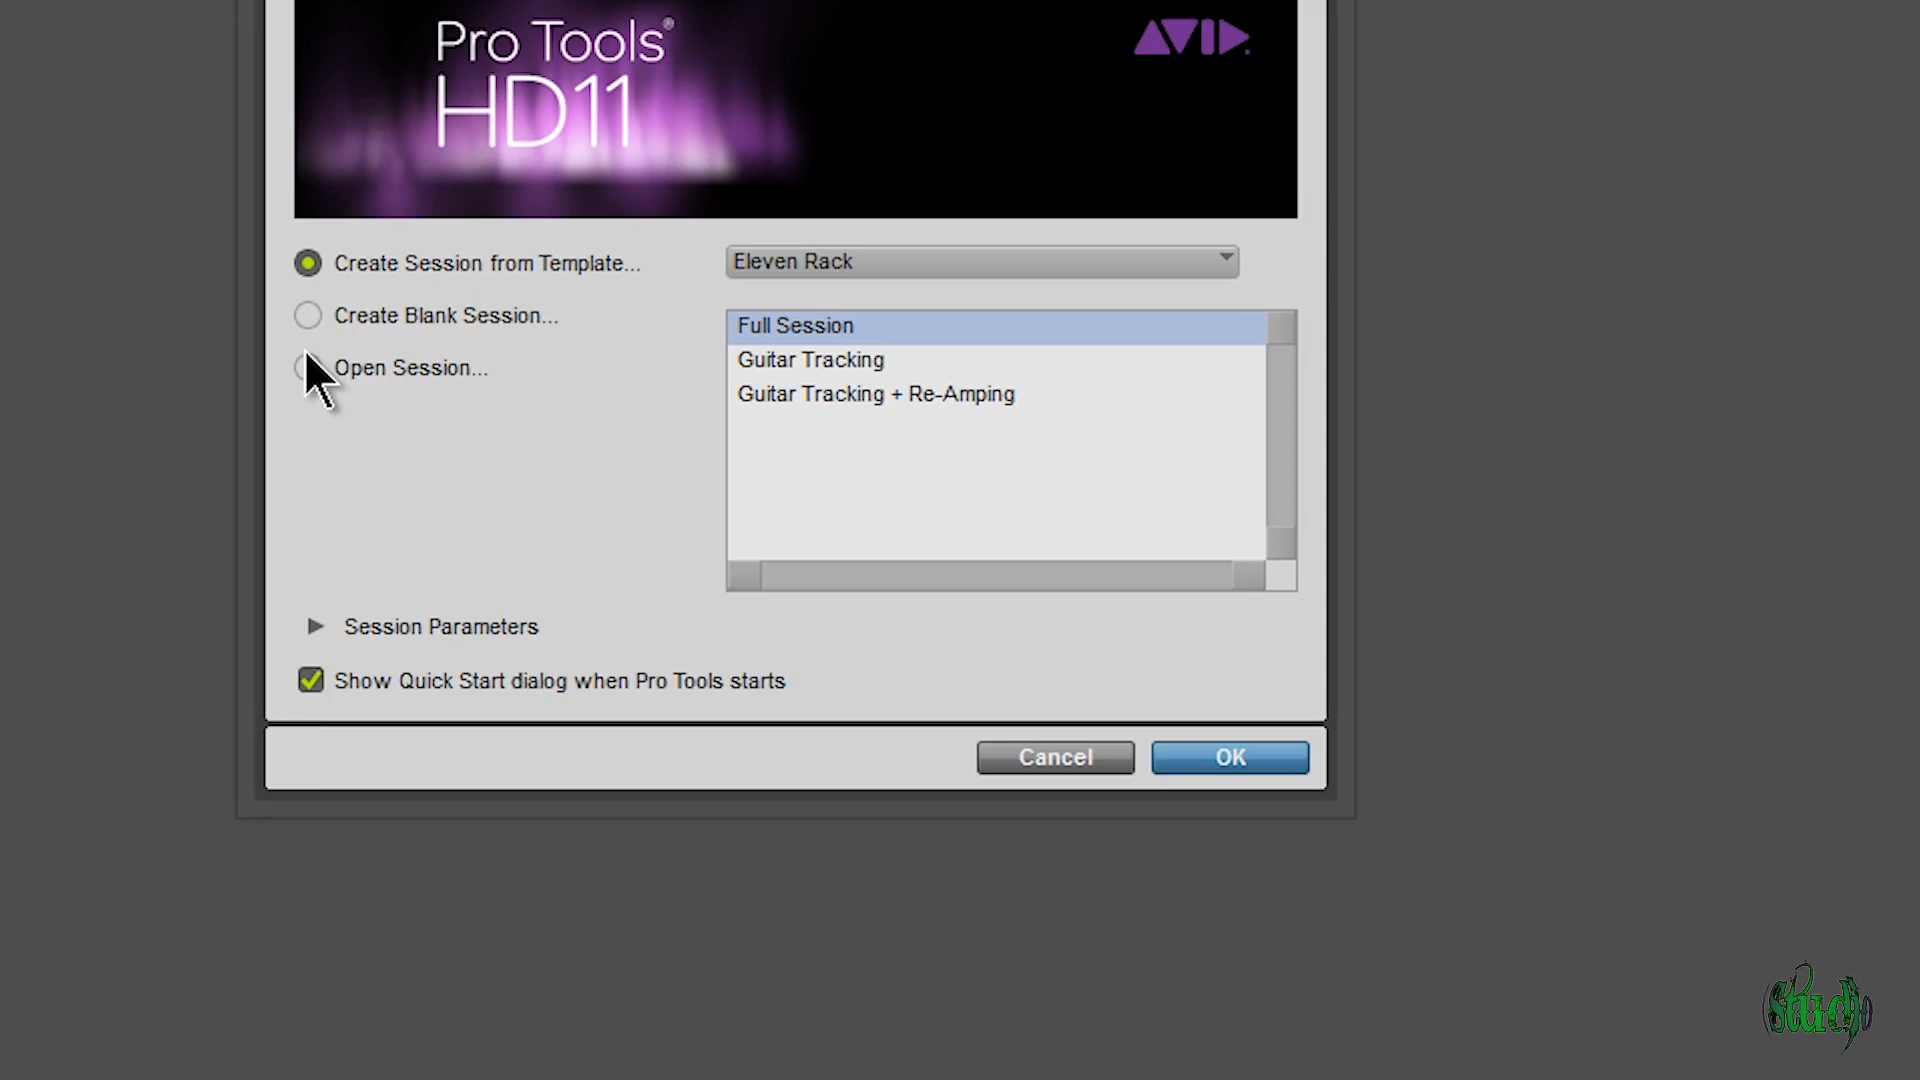 Pro Tools®
HD11
AVID
Create Session from Template...
Eleven Rack
Create Blank Session...
Full Session
Open Session...
Guitar Tracking
Guitar Tracking + Re-Amping
Session Parameters
Show Quick Start dialog when Pro Tools starts
Cancel
OK
Studio